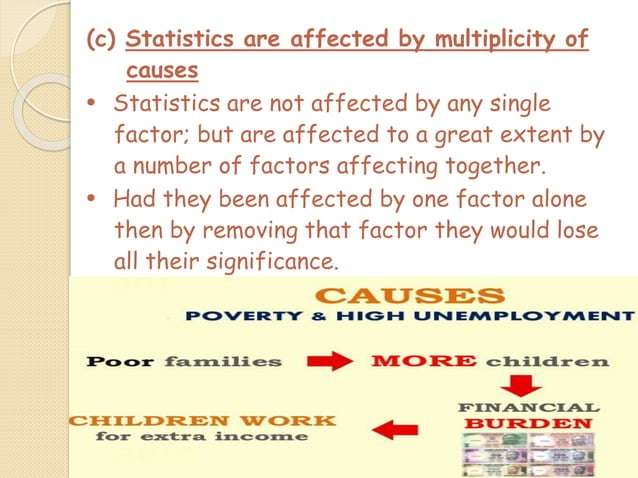 (c) Statistics are affected by multiplicity of
causes
• Statistics are not affected by any single
factor; but are affected to a great extent by
a number of factors affecting together.
• Had they been affected by one factor alone
then by removing that factor they would lose
all their significance.
CAUSES
POVERTY & HIGH UNEMPLOYMENT
Poor families MORE children
FINANCIAL
BURDEN
CHILDREN WORK
for extra income